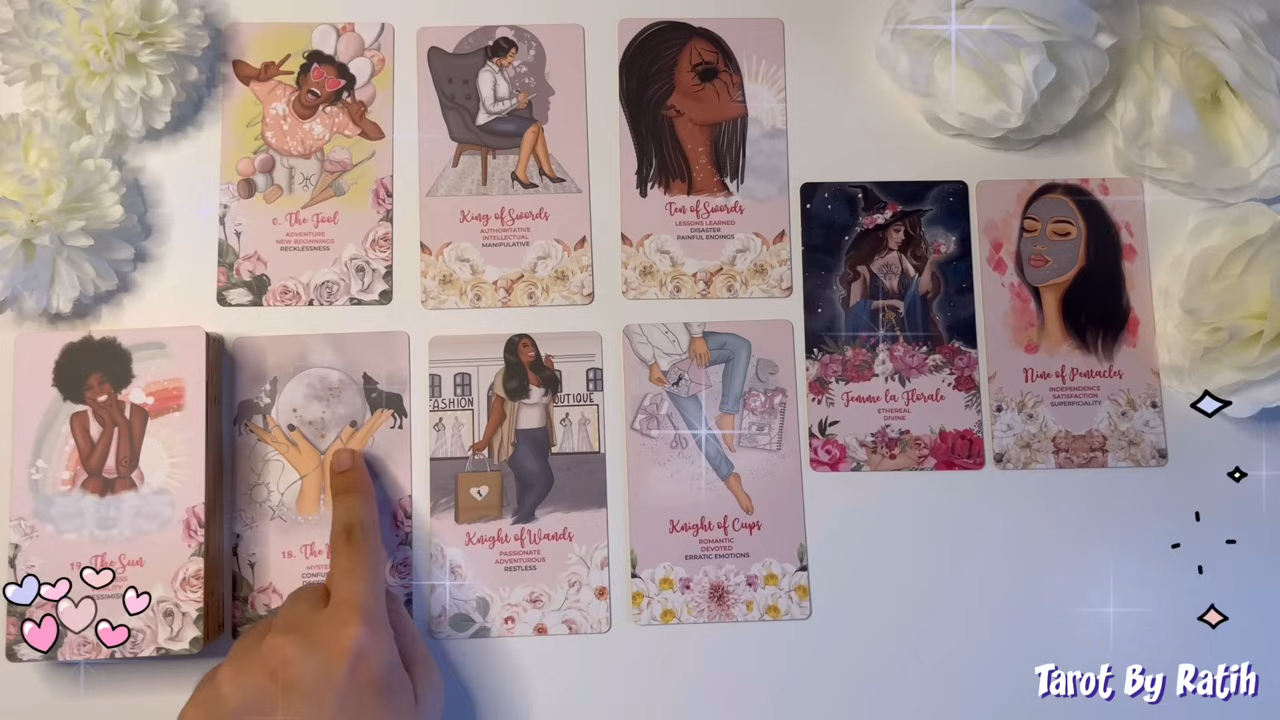 0. The Fool
ADVENTURE
NEW BEGINNINGS
RECKLESSNESS
King of Swords
AUTHORITATIVE
INTELLECTUAL
MANIPULATIVE
Ten of Swords
LESSONS LEARNED
DISASTER
PAINFUL ENDINGS
Femme la Florale
ETHEREAL
DIVINE
Nine of Pentacles
INDEPENDENCE
SATISFACTION
SUPERFICIALITY
19. The Sun
18. The
FASHION
BOUTIQUE
Knight of Wands
PASSIONATE
ADVENTUROUS
RESTLESS
Knight of Cups
ROMANTIC
DEVOTED
ERRATIC EMOTIONS
Tarot By Ratih